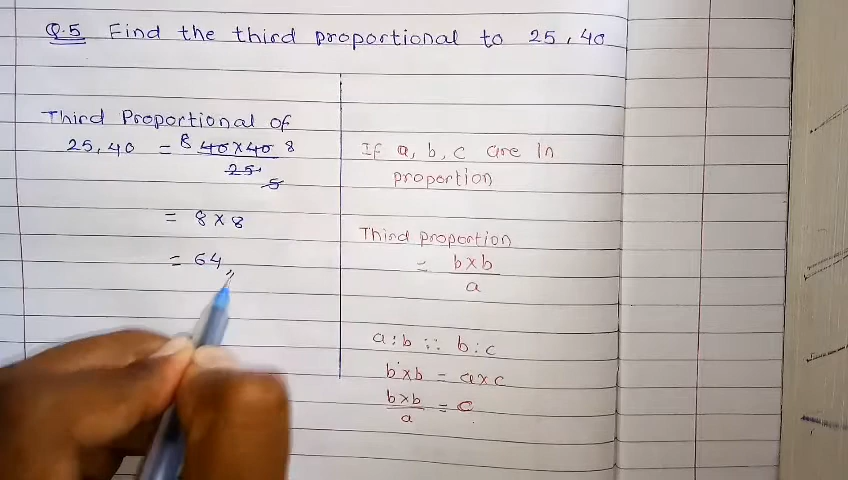 Q.5 Find the third proportional to 25, 40
Third Proportional of
25, 40 = 8 40 × 40 8
25
5
= 8 × 8
= 64
If a, b, c are In
proportion
Third proportion
= b×b
a
a : b :: b : c
b × b = a × c
b×b = c
a